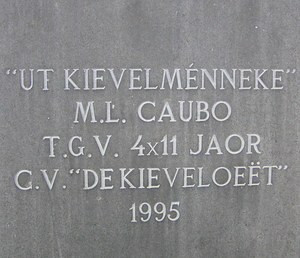 "UT KIEVELMÉNNEKE"
M.L. CAUBO
T.G.V. 4x11 JAOR
C.V. "DE KIEVELOEËT"
1995